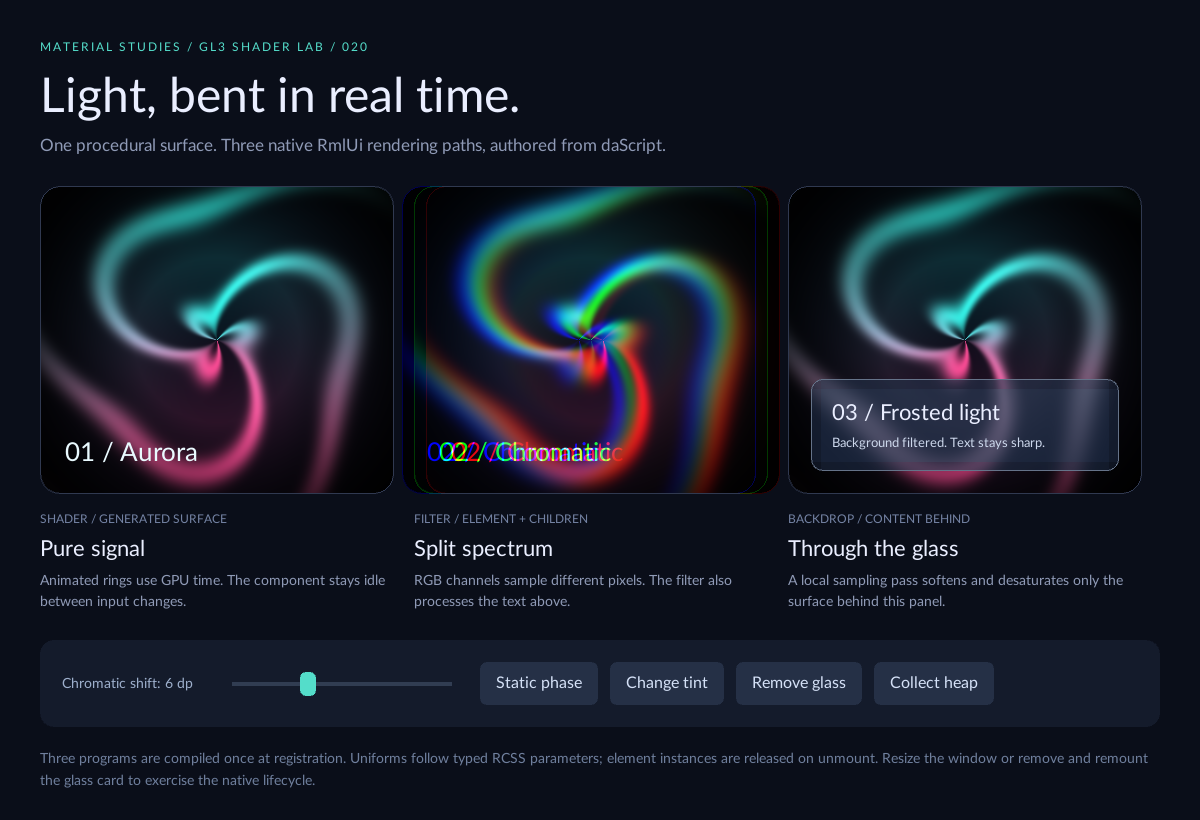 MATERIAL STUDIES / GL3 SHADER LAB / 020
Light, bent in real time.
One procedural surface. Three native RmlUi rendering paths, authored from daScript.
01 / Aurora
02 / Chromatic
03 / Frosted light
Background filtered. Text stays sharp.
SHADER / GENERATED SURFACE
Pure signal
Animated rings use GPU time. The component stays idle
between input changes.
FILTER / ELEMENT + CHILDREN
Split spectrum
RGB channels sample different pixels. The filter also
processes the text above.
BACKDROP / CONTENT BEHIND
Through the glass
A local sampling pass softens and desaturates only the
surface behind this panel.
Chromatic shift: 6 dp
Static phase
Change tint
Remove glass
Collect heap
Three programs are compiled once at registration. Uniforms follow typed RCSS parameters; element instances are released on unmount. Resize the window or remove and remount
the glass card to exercise the native lifecycle.